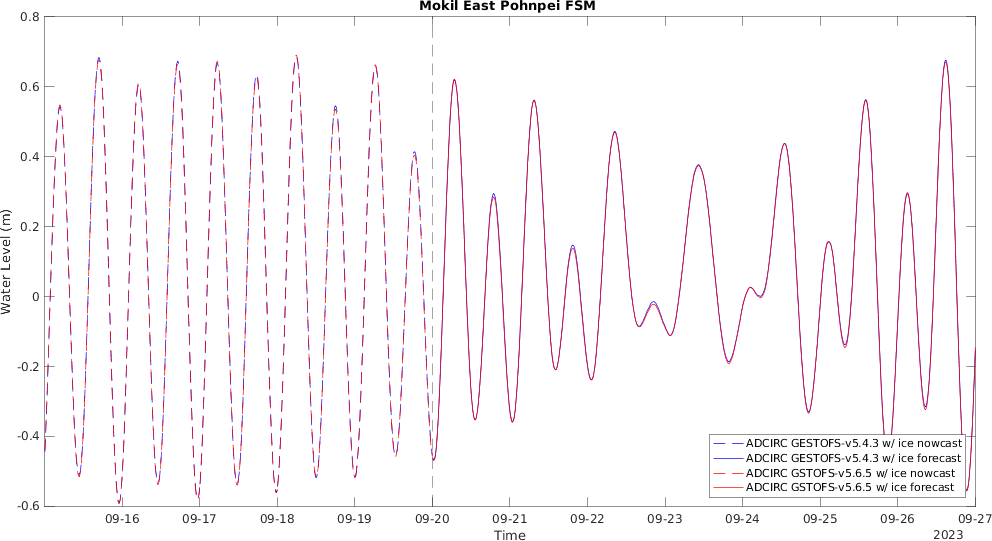 Mokil East Pohnpei FSM
0.8
0.6
0.4
0.2
0
-0.2
-0.4
-0.6
Water Level (m)
ADCIRC GESTOFS-v5.4.3 w/ ice nowcast
ADCIRC GESTOFS-v5.4.3 w/ ice forecast
ADCIRC GSTOFS-v5.6.5 w/ ice nowcast
ADCIRC GSTOFS-v5.6.5 w/ ice forecast
09-16 09-17 09-18 09-19 09-20 09-21 09-22 09-23 09-24 09-25 09-26 09-27
Time
2023